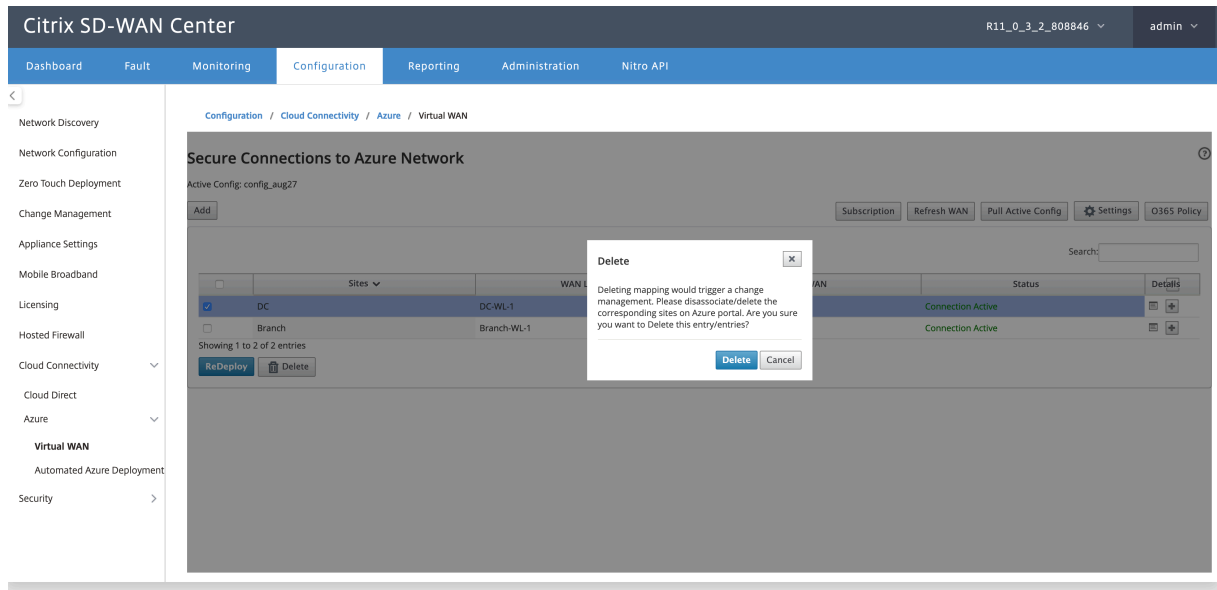 Citrix SD-WAN Center
R11_0_3_2_808846
admin
Dashboard Fault Monitoring Configuration Reporting Administration Nitro API
Network Discovery
Network Configuration
Zero Touch Deployment
Change Management
Appliance Settings
Mobile Broadband
Licensing
Hosted Firewall
Cloud Connectivity
Cloud Direct
Azure
Virtual WAN
Automated Azure Deployment
Security
Configuration / Cloud Connectivity / Azure / Virtual WAN
Secure Connections to Azure Network
Active Config: config_aug27
Add Subscription Refresh WAN Pull Active Config Settings O365 Policy
Search:
Sites WAN Status Details
DC DC-WL-1 Connection Active
Branch Branch-WL-1 Connection Active
Showing 1 to 2 of 2 entries
ReDeploy Delete
Delete
Deleting mapping would trigger a change
management. Please disassociate/delete the
corresponding sites on Azure portal. Are you sure
you want to Delete this entry/entries?
Delete Cancel